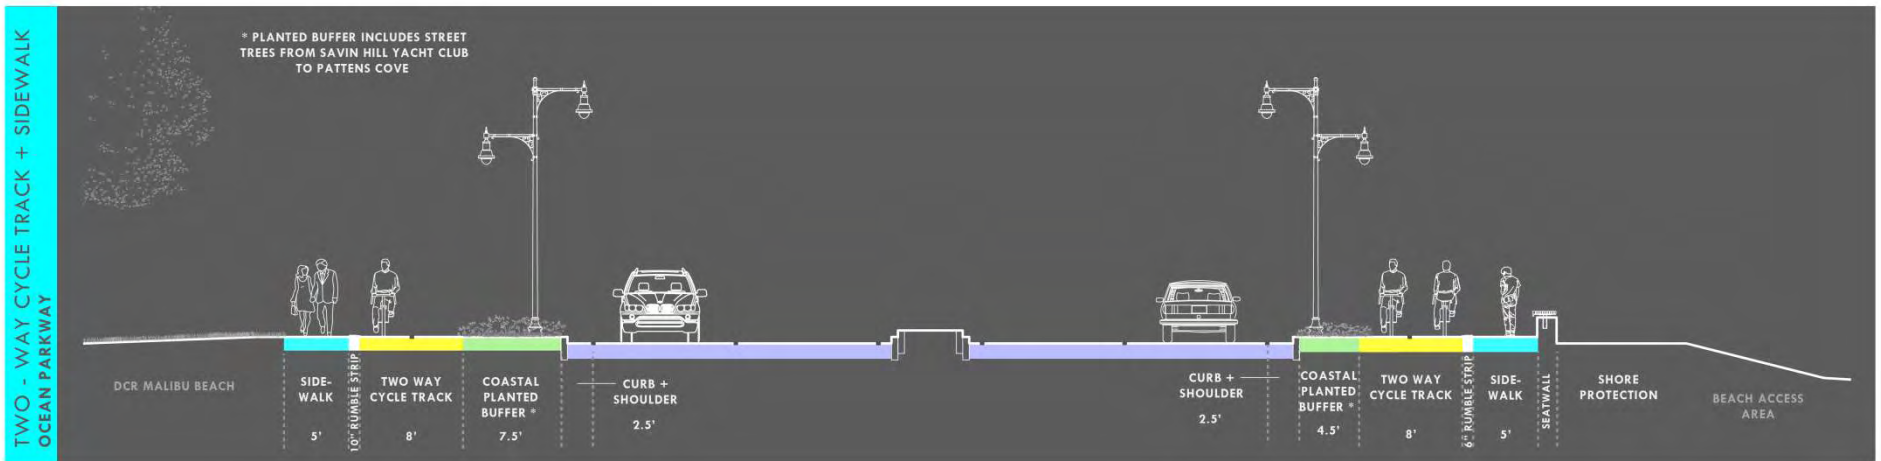 TWO - WAY CYCLE TRACK + SIDEWALK
OCEAN PARKWAY
* PLANTED BUFFER INCLUDES STREET
TREES FROM SAVIN HILL YACHT CLUB
TO PATTENS COVE
DCR MALIBU BEACH
SIDE-
WALK
5'
10" RUMBLE STRIP
TWO WAY
CYCLE TRACK
8'
COASTAL
PLANTED
BUFFER *
7.5'
CURB +
SHOULDER
2.5'
CURB +
SHOULDER
2.5'
COASTAL
PLANTED
BUFFER *
4.5'
TWO WAY
CYCLE TRACK
8'
6" RUMBLE STRIP
SIDE-
WALK
5'
SEATWALL
SHORE
PROTECTION
BEACH ACCESS
AREA